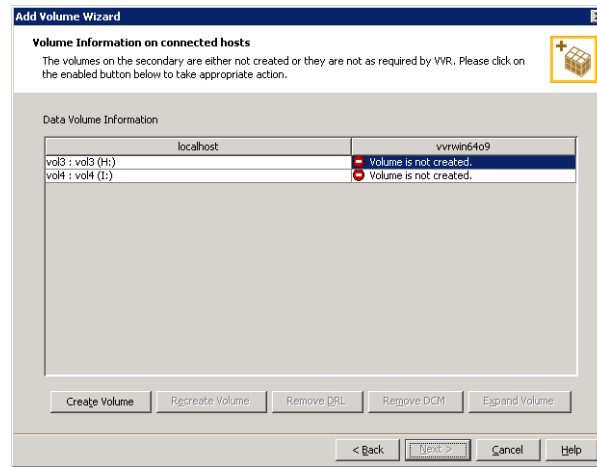 Add Volume Wizard
Volume Information on connected hosts
The volumes on the secondary are either not created or they are not as required by VVR. Please click on
the enabled button below to take appropriate action.
Data Volume Information
localhost vvrwin64o9
vol3 : vol3 (H:) Volume is not created.
vol4 : vol4 (I:) Volume is not created.
Create Volume Recreate Volume Remove DRL Remove DCM Expand Volume
< Back Next > Cancel Help